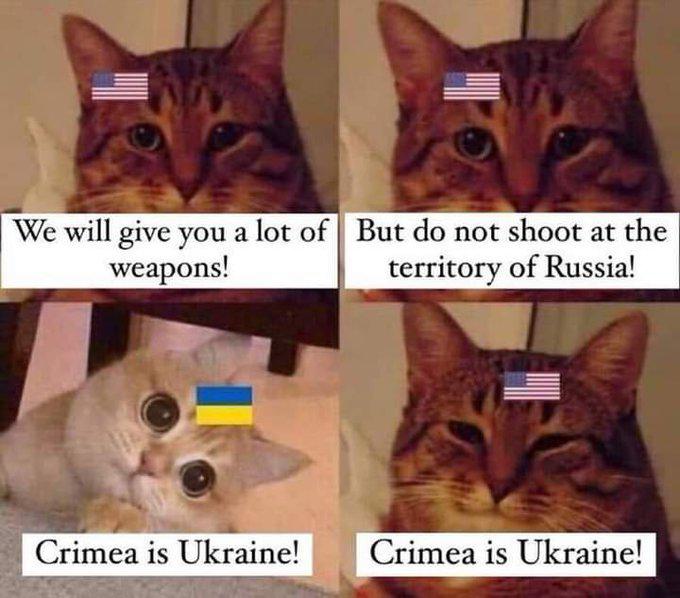 We will give you a lot of
weapons!
But do not shoot at the
territory of Russia!
Crimea is Ukraine!
Crimea is Ukraine!